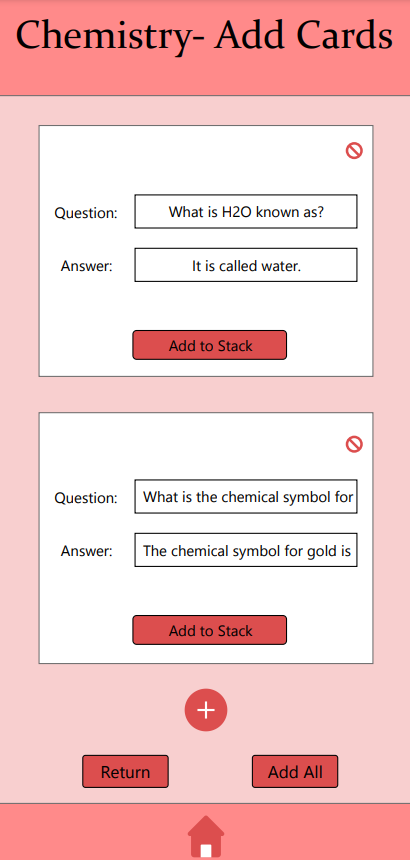 Chemistry- Add Cards
Question: What is H2O known as?
Answer: It is called water.
Add to Stack
Question: What is the chemical symbol for
Answer: The chemical symbol for gold is
Add to Stack
Return Add All